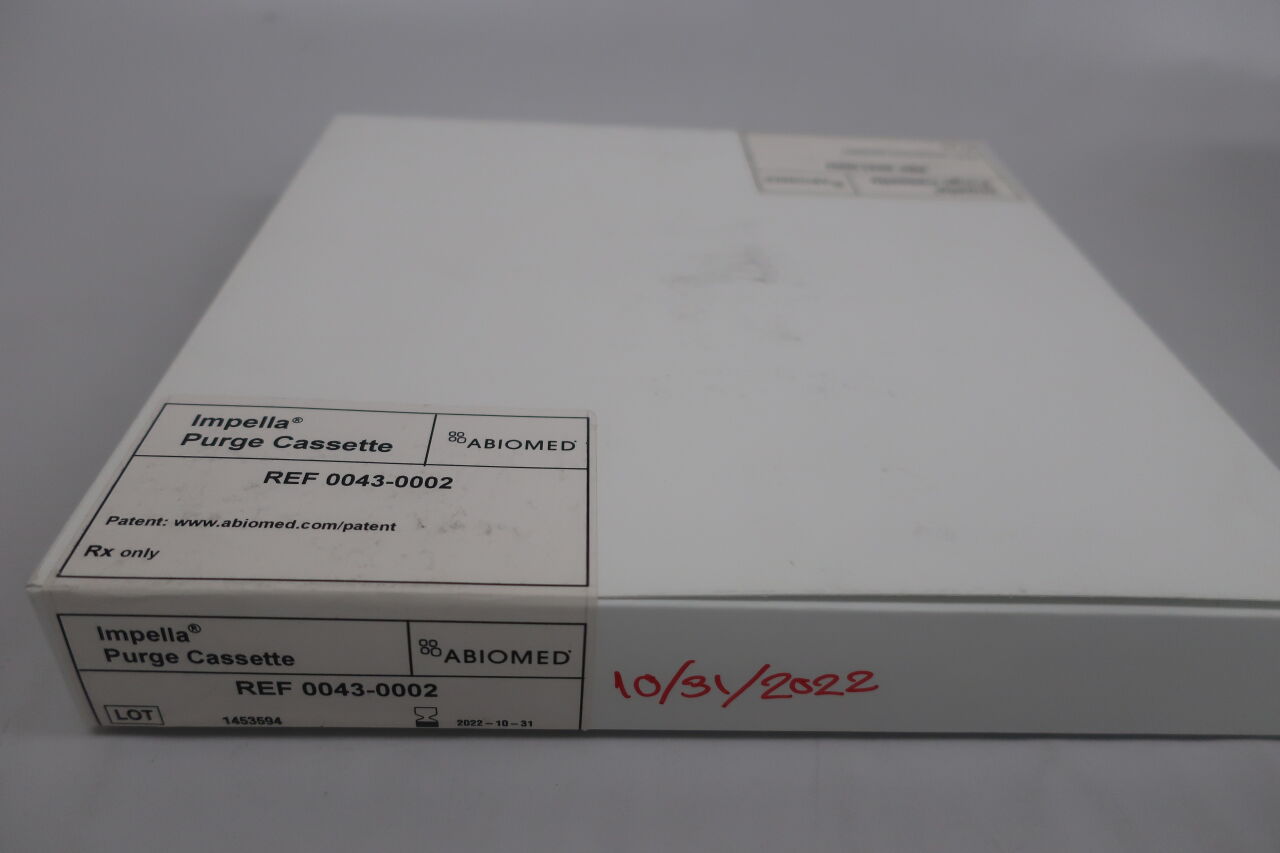 Impella®
Purge Cassette
ABIOMED
REF 0043-0002
Patent: www.abiomed.com/patent
Rx only
Impella®
Purge Cassette
ABIOMED
REF 0043-0002
LOT 1453594 2022-10-31
10/31/2022